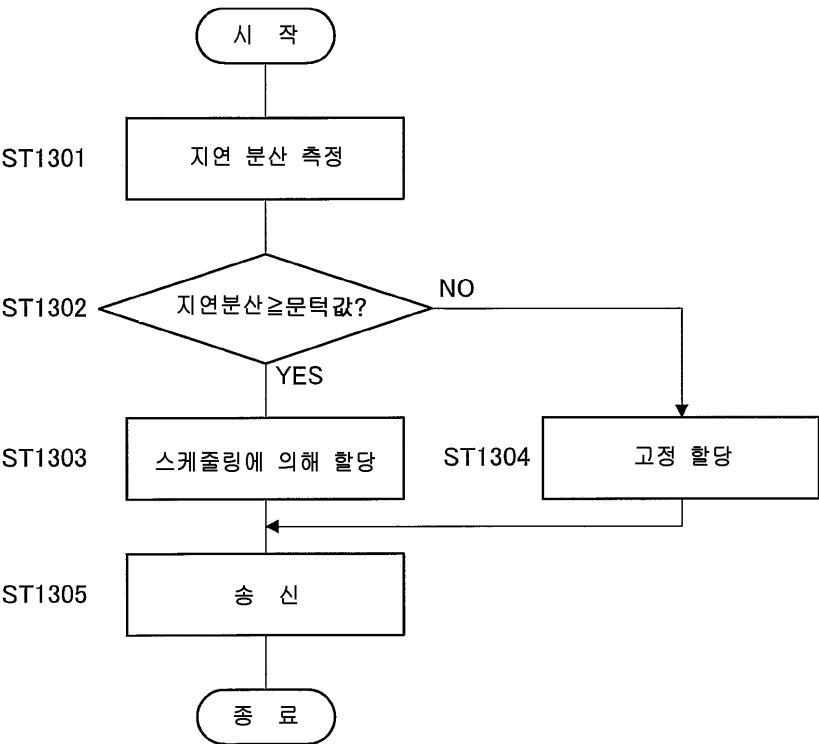 시 작
ST1301
지연 분산 측정
ST1302
지연분산≧문턱값?
NO
YES
ST1303
스케줄링에 의해 할당
ST1304
고정 할당
ST1305
송 신
종 료